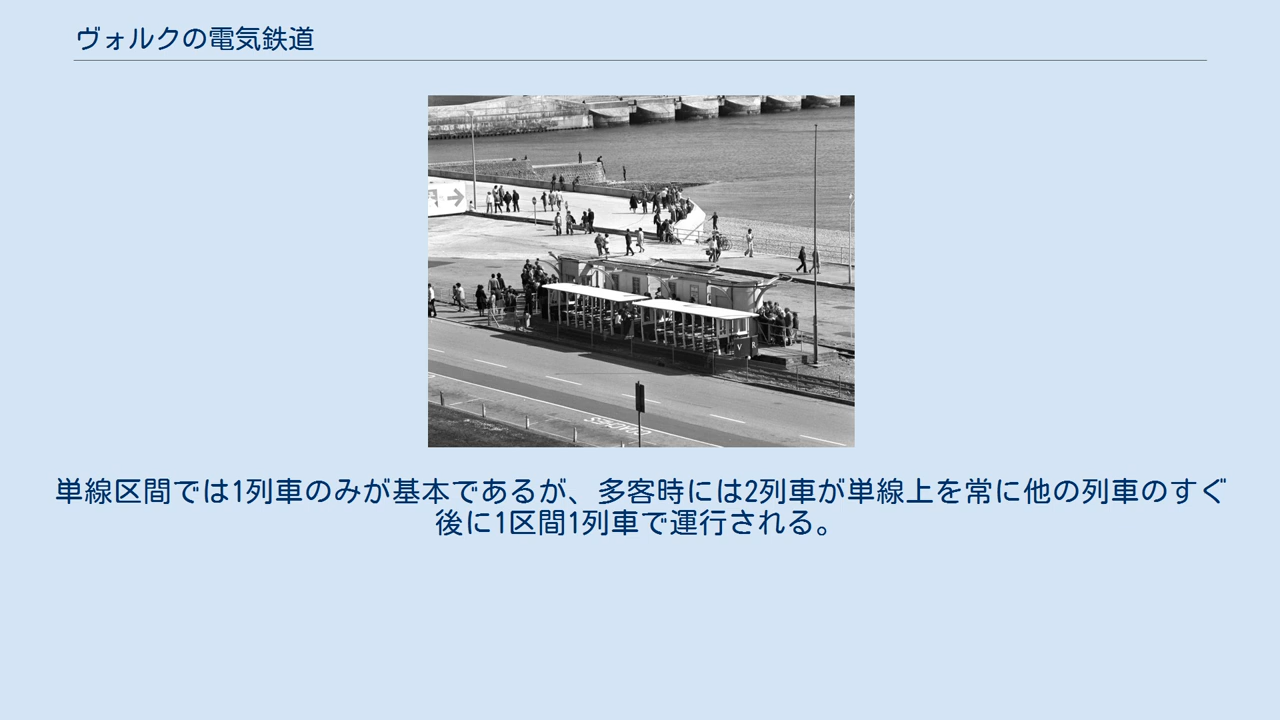 ヴォルクの電気鉄道
V R
COACHES
単線区間では1列車のみが基本であるが、多客時には2列車が単線上を常に他の列車のすぐ
後に1区間1列車で運行される。